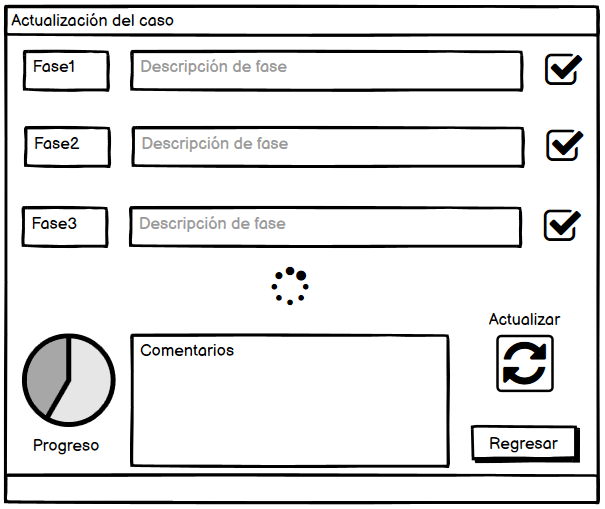 Actualización del caso
Fase1
Descripción de fase
Fase2
Descripción de fase
Fase3
Descripción de fase
Actualizar
Comentarios
Progreso
Regresar